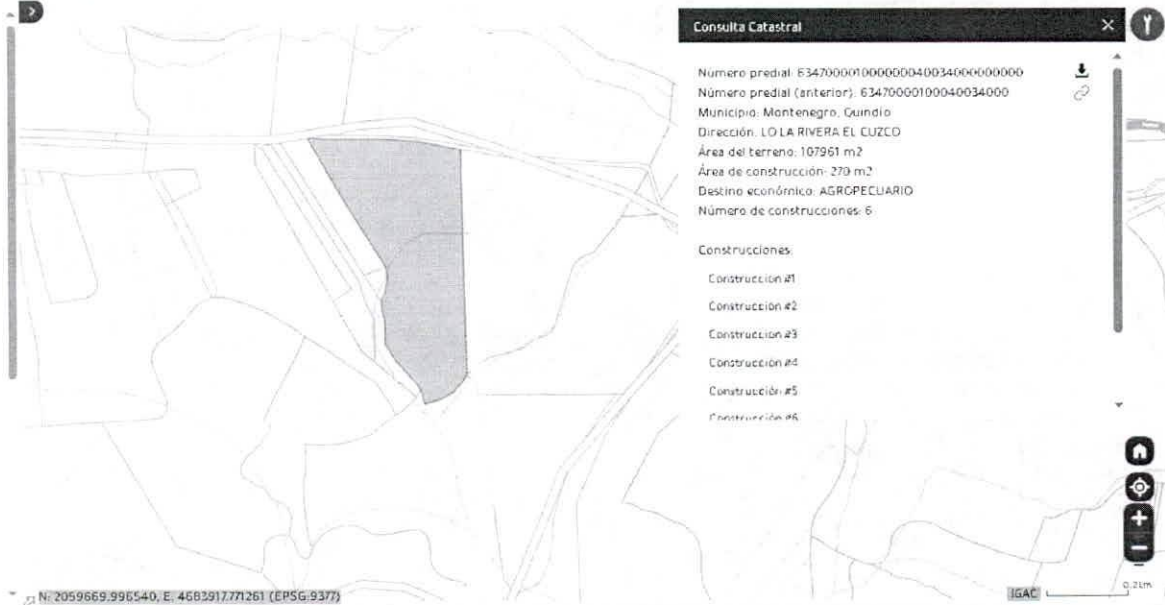 Consulta Catastral
Número predial: 634700001000000040034000000000
Número predial (anterior): 63470000100040034000
Municipio: Montenegro, Quindío
Dirección: LO LA RIVERA EL CUZCO
Área del terreno: 107961 m2
Área de construcción: 270 m2
Destino económico: AGROPECUARIO
Número de construcciones: 6
Construcciones:
Construcción #1
Construcción #2
Construcción #3
Construcción #4
Construcción #5
Construcción #6
N: 2059669.996540, E: 4683917.771261 (EPSG:9377)
IGAC
0.2km